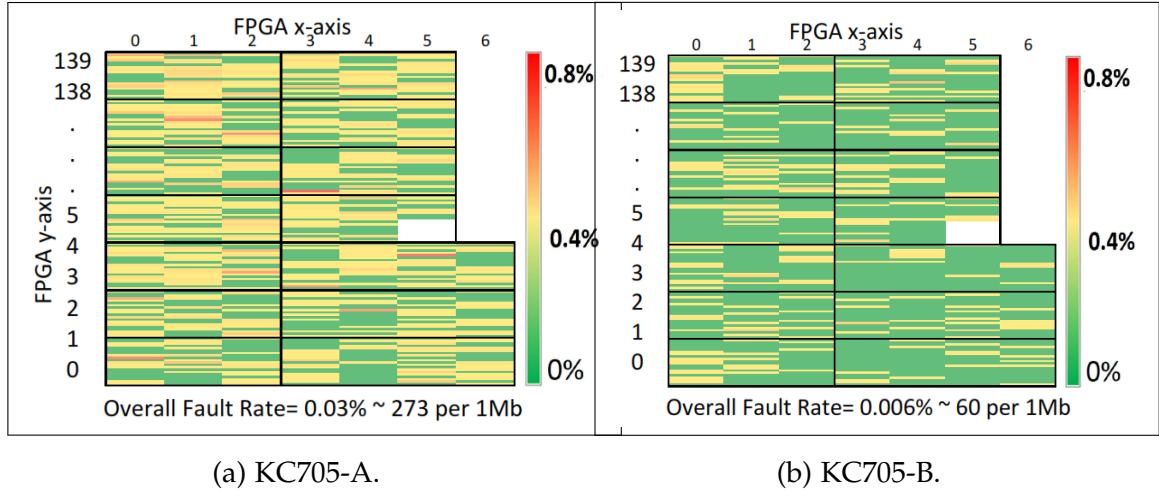 FPGA x-axis
0 1 2 3 4 5 6
FPGA y-axis
139
138
.
.
.
5
4
3
2
1
0
0.8%
0.4%
0%
Overall Fault Rate= 0.03% ~ 273 per 1Mb
(a) KC705-A.
FPGA x-axis
0 1 2 3 4 5 6
FPGA y-axis
139
138
.
.
.
5
4
3
2
1
0
0.8%
0.4%
0%
Overall Fault Rate= 0.006% ~ 60 per 1Mb
(b) KC705-B.